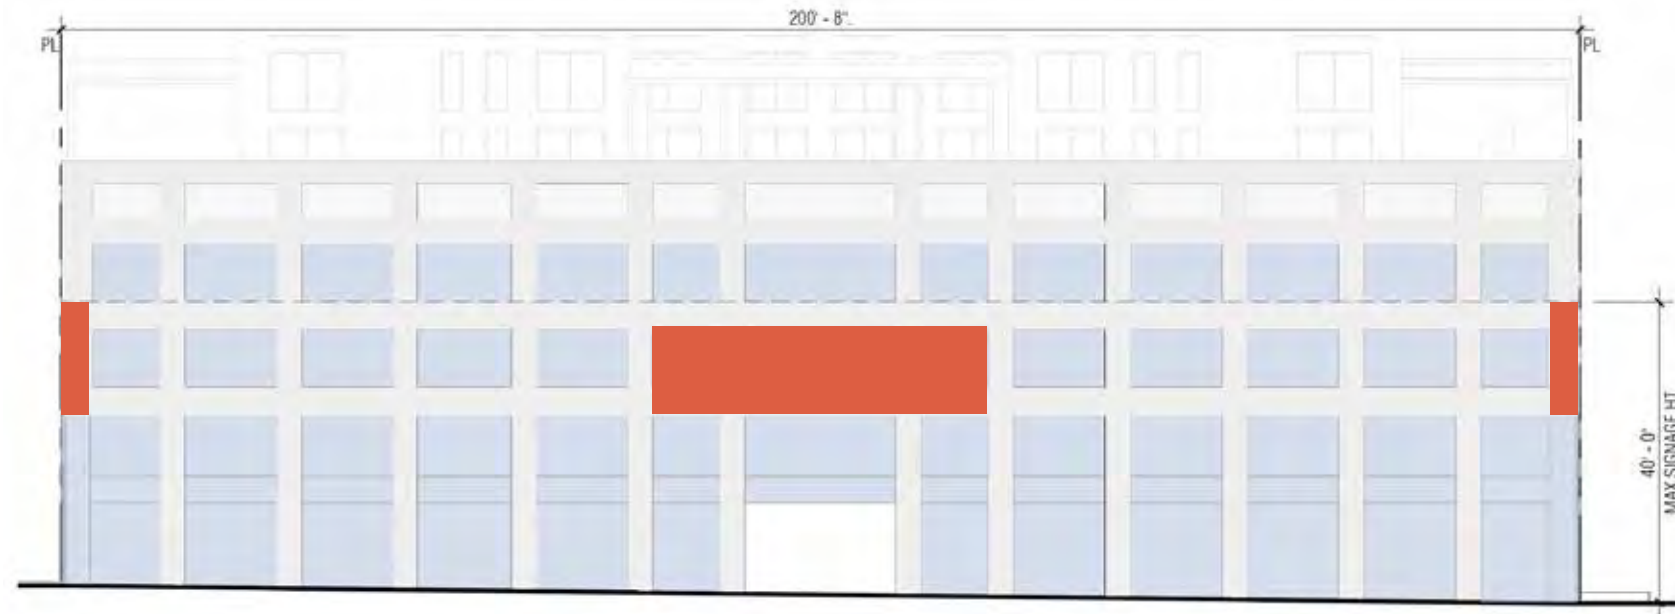 200' - 8"
PL
PL
40' - 0"
MAX SIGNAGE HT